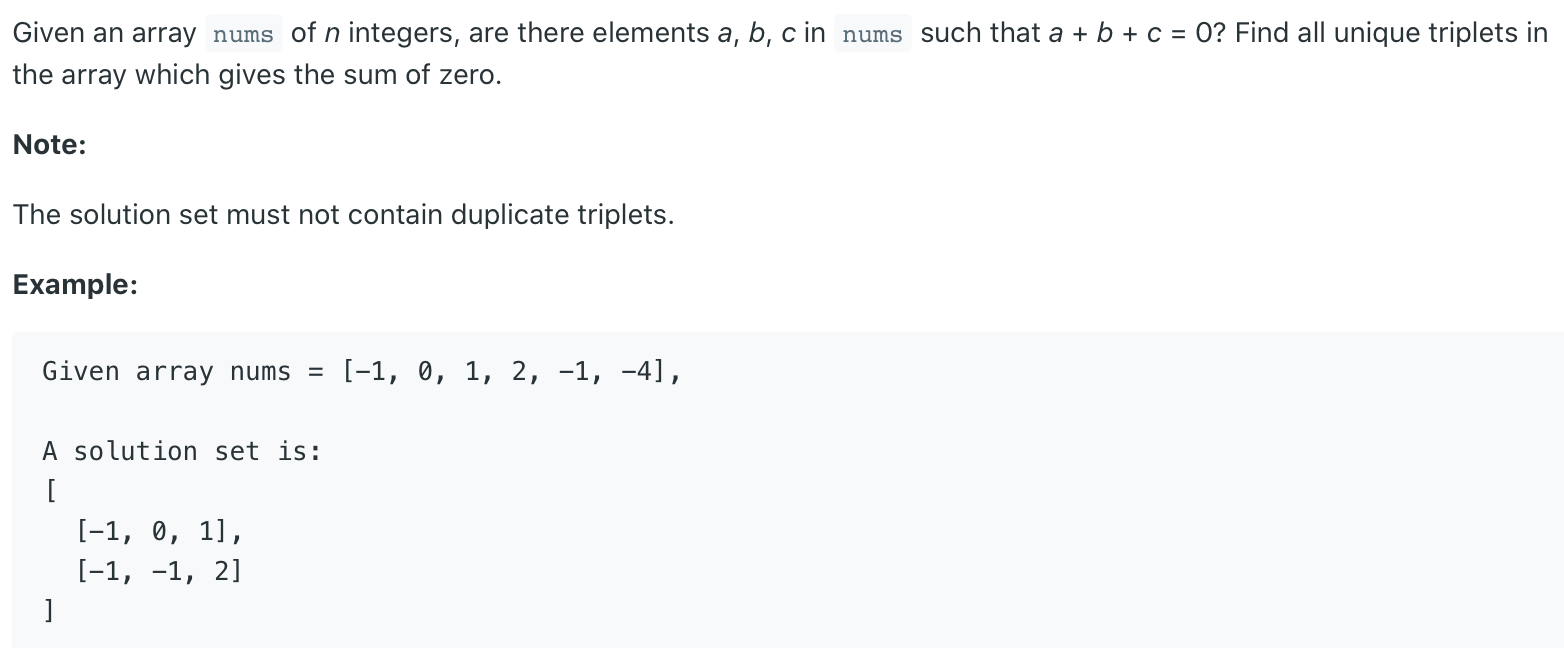 Given an array nums of n integers, are there elements a, b, c in nums such that a + b + c = 0? Find all unique triplets in
the array which gives the sum of zero.
Note:
The solution set must not contain duplicate triplets.
Example:
Given array nums = [-1, 0, 1, 2, -1, -4],
A solution set is:
[
[-1, 0, 1],
[-1, -1, 2]
]